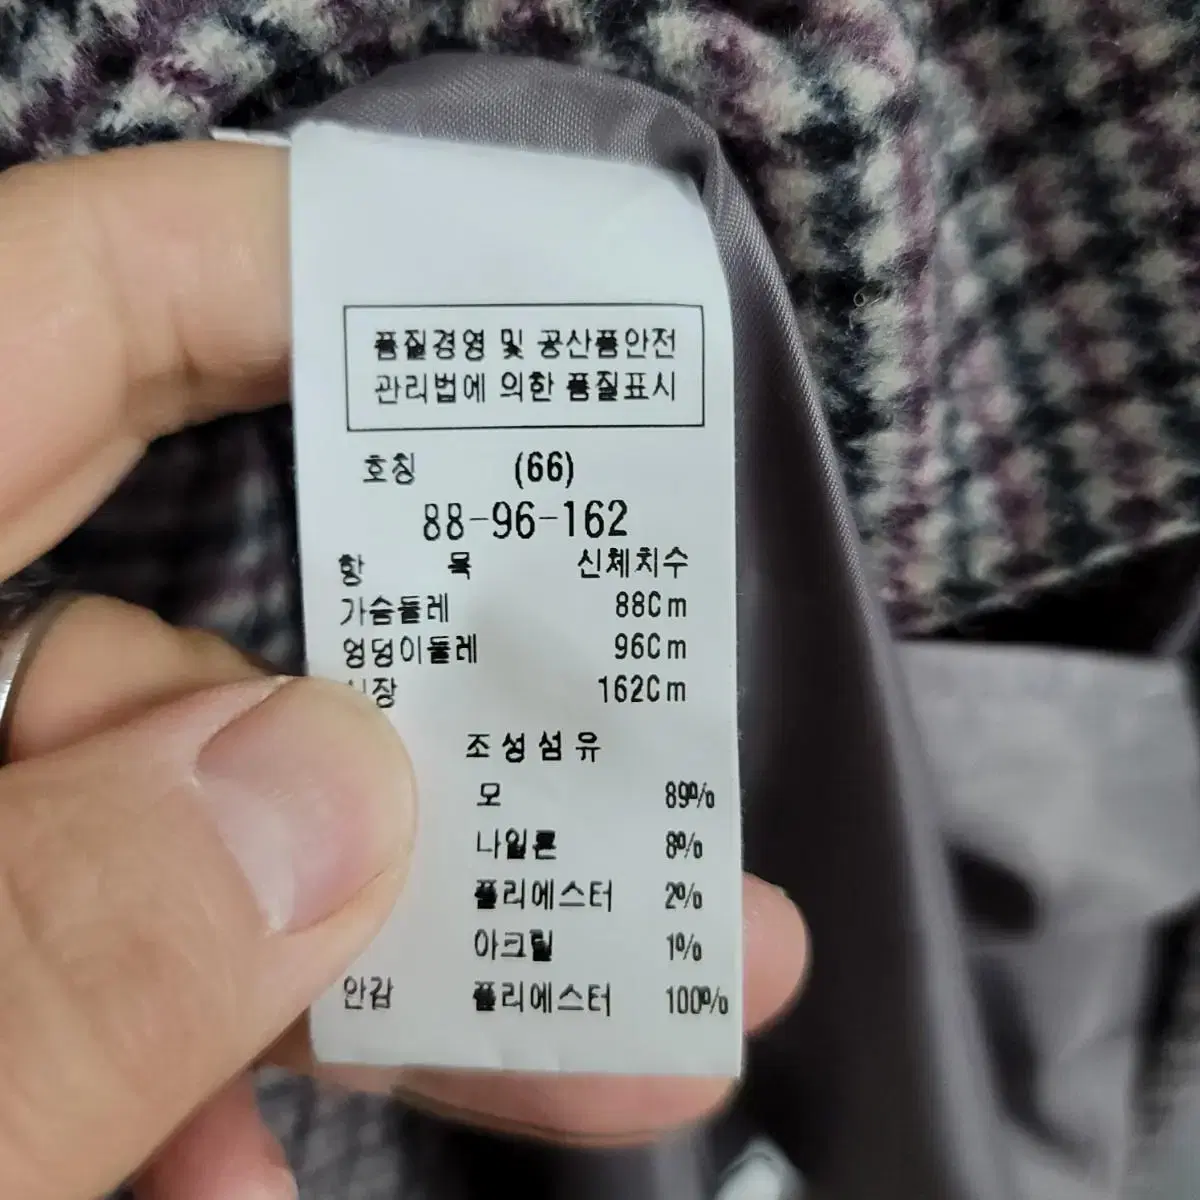 품질경영 및 공산품안전
관리법에 의한 품질표시
호칭 (66)
88-96-162
항 목 신체치수
가슴둘레 88Cm
엉덩이둘레 96Cm
162Cm
조성섬유
모 89%
나일론 8%
폴리에스터 2%
아크릴 1%
안감 폴리에스터 100%